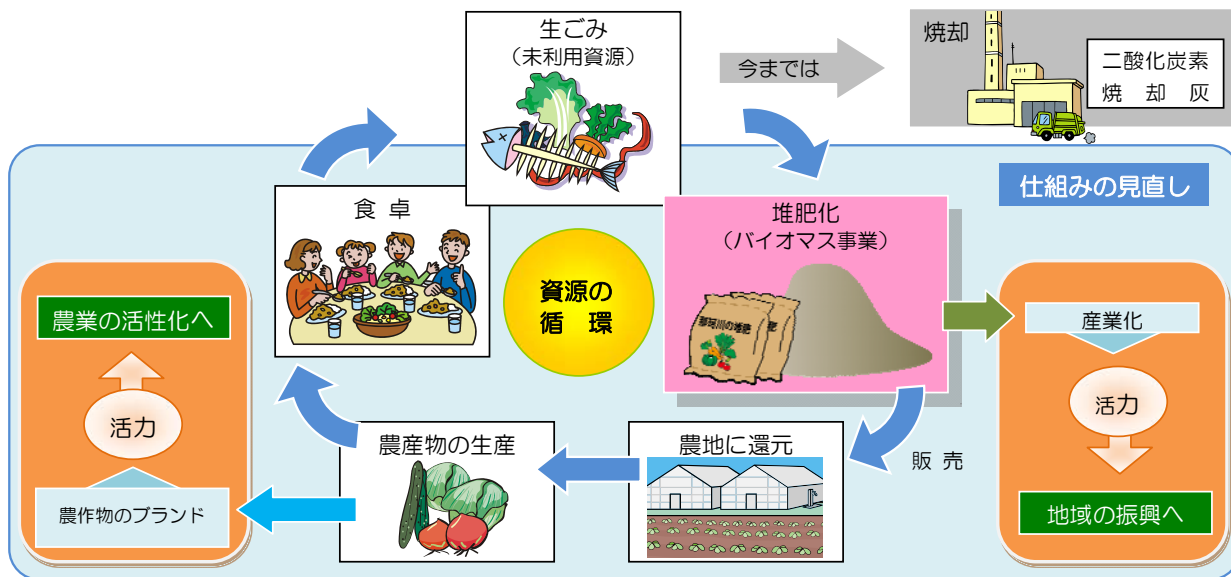 生ごみ
（未利用資源）
今までは
焼却
二酸化炭素
焼 却 灰
仕組みの見直し
食 卓
堆肥化
（バイオマス事業）
資源の
循 環
農業の活性化へ
活力
農作物のブランド
産業化
活力
地域の振興へ
農産物の生産
農地に還元
販 売